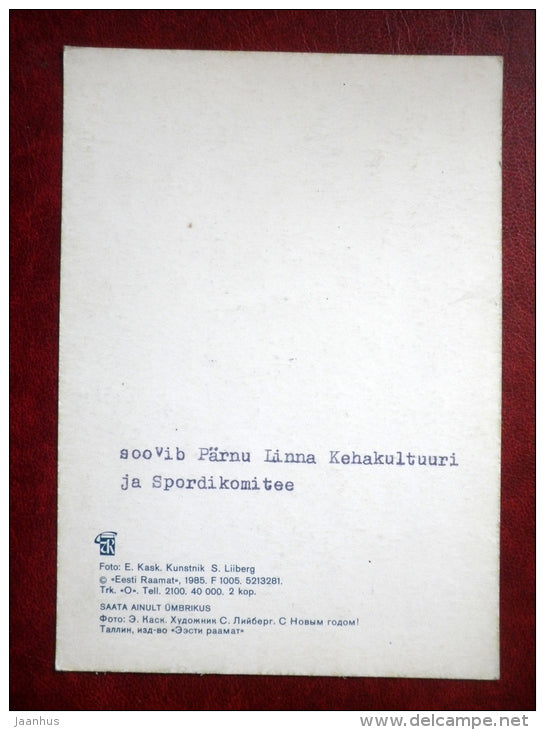 sooVib Pärnu Linna Kehakultuuri
ja Spordikomitee
Foto: E. Kask. Kunstnik S. Liiberg
© «Eesti Raamat», 1985. F 1005. 5213281.
Trk. «O». Tell. 2100. 40 000. 2 kop.
SAATA AINULT ÜMBRIKUS
Фото: Э. Каск. Художник С. Лийберг. С Новым годом!
Таллин, изд-во «Ээсти раамат»
jaanhus
www.delcampe.net